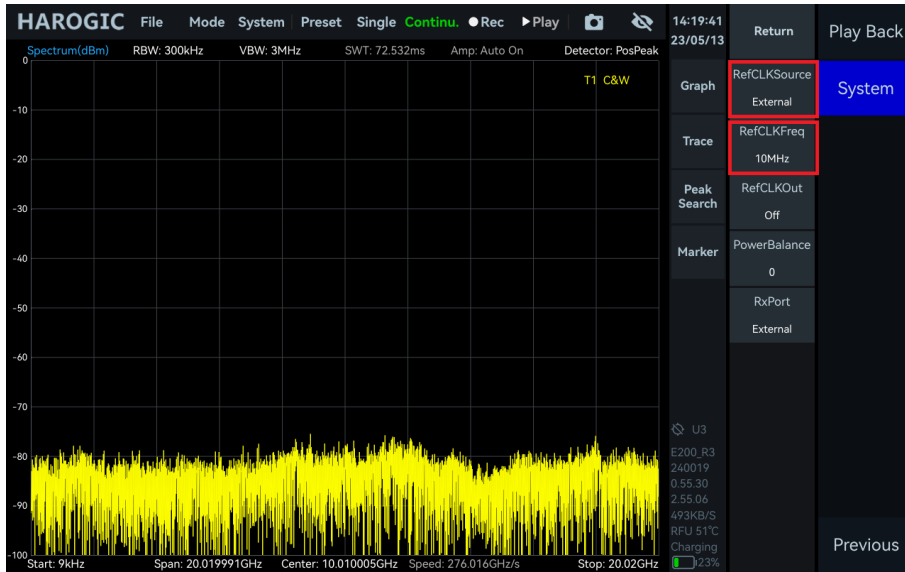 HAROGIC File Mode System Preset Single Continu. Rec Play
14:19:41
23/05/13
Spectrum(dBm) RBW: 300kHz VBW: 3MHz SWT: 72.532ms Amp: Auto On Detector: PosPeak
T1 C&W
0
-10
-20
-30
-40
-50
-60
-70
-80
-90
-100
Start: 9kHz Span: 20.019991GHz Center: 10.010005GHz Speed: 276.016GHz/s Stop: 20.02GHz
Graph
Trace
Peak
Search
Marker
U3
E200_R3
240019
0.55.30
2.55.06
493KB/S
RFU 51°C
Charging
23%
Return
RefCLKSource
External
RefCLKFreq
10MHz
RefCLKOut
Off
PowerBalance
0
RxPort
External
Play Back
System
Previous